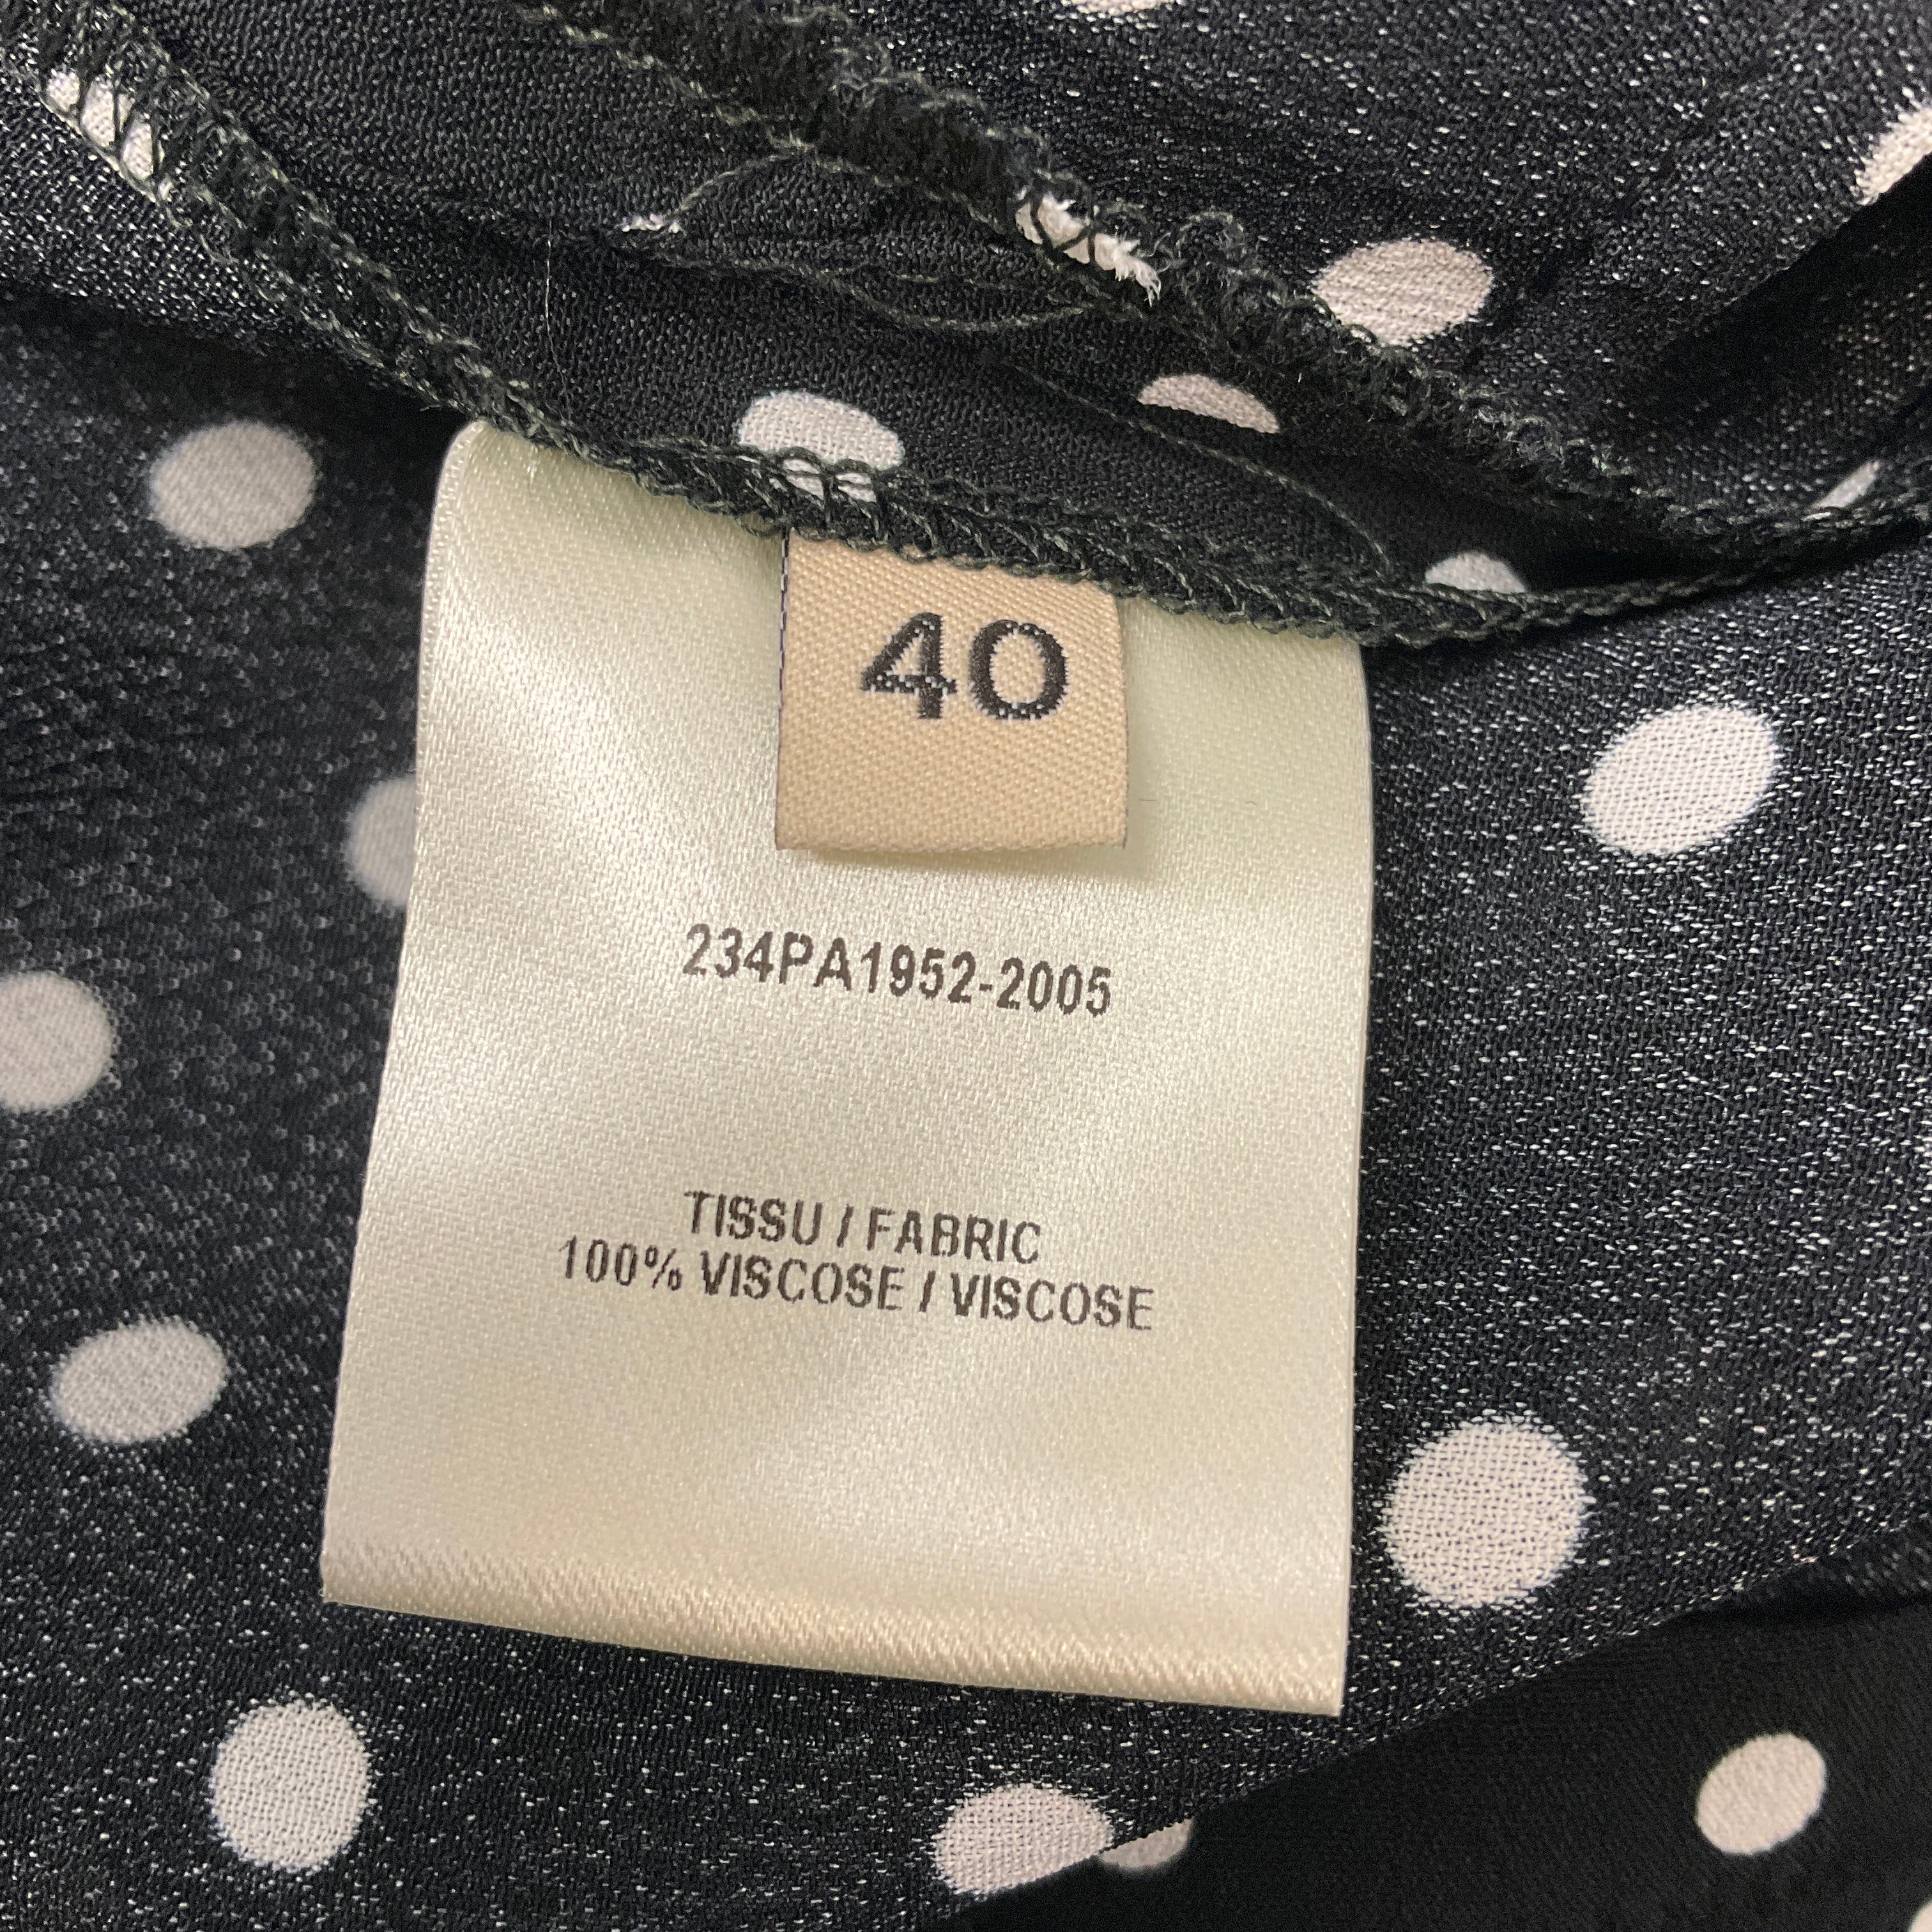 40
234PA1952-2005
TISSU / FABRIC
100% VISCOSE / VISCOSE